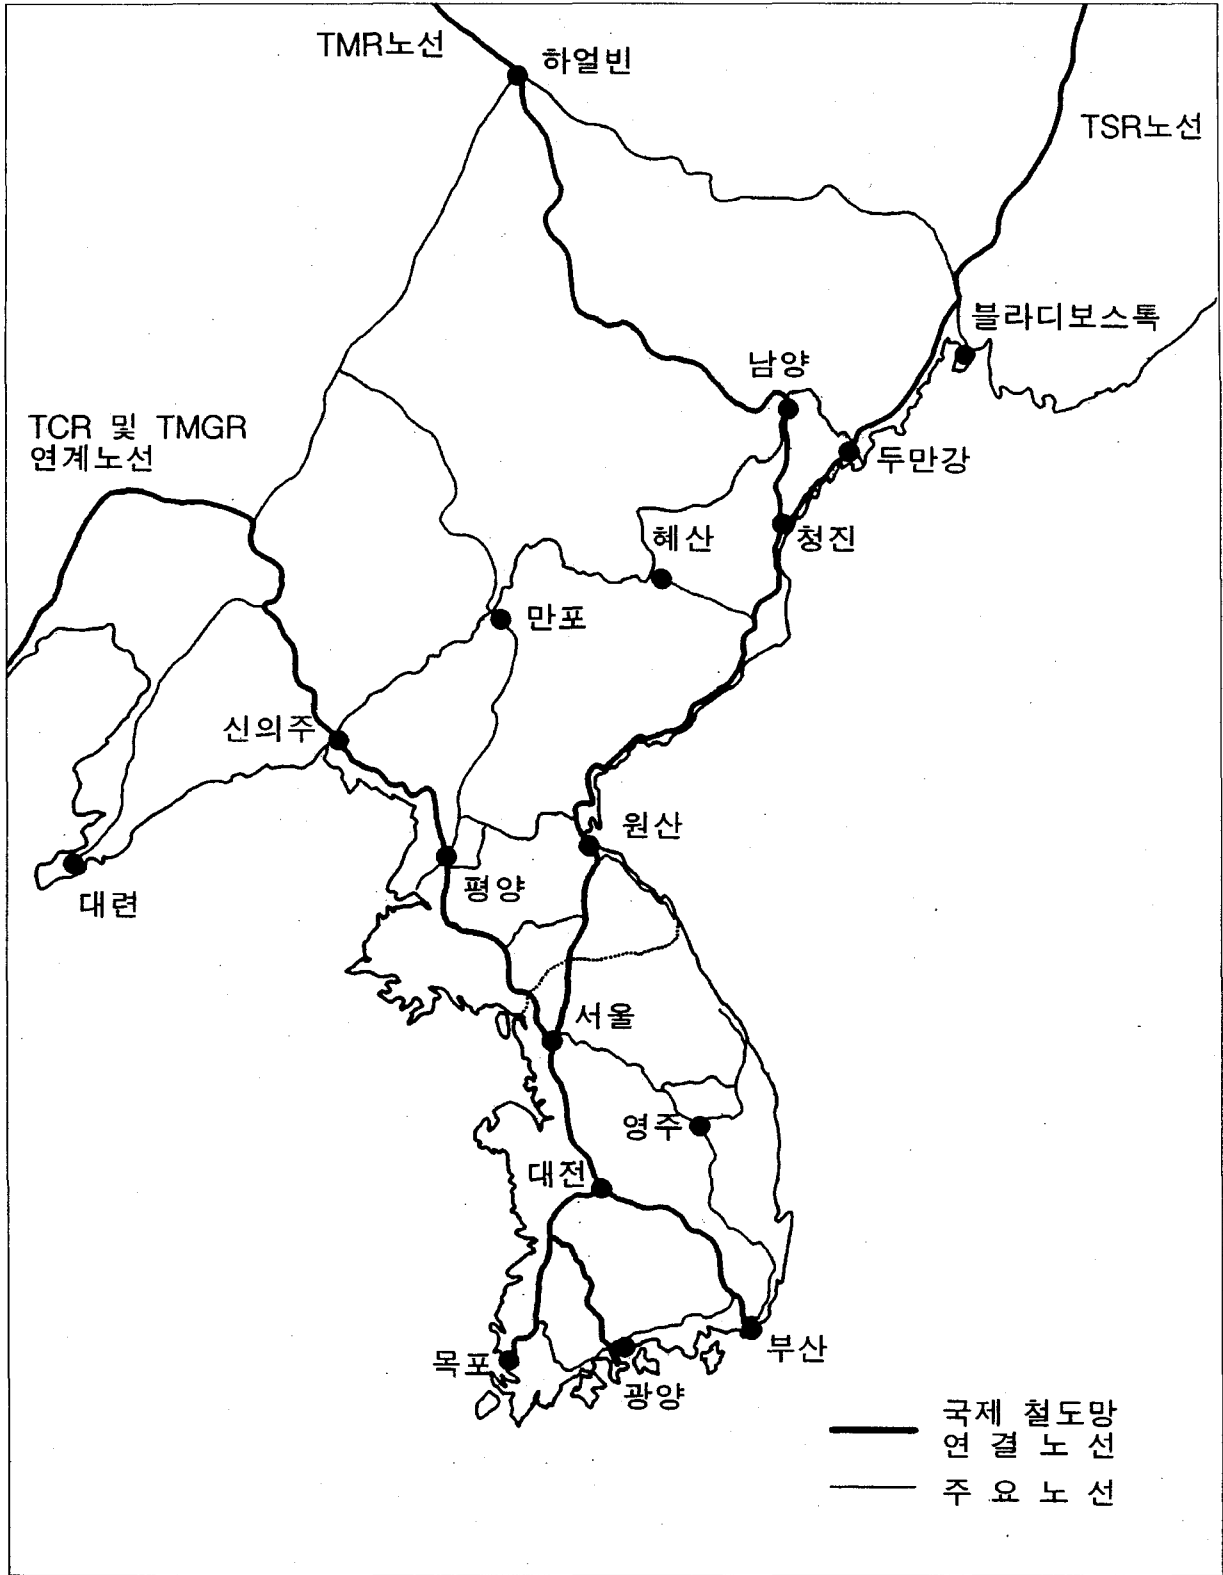 TMR노선
하얼빈
TSR노선
블라디보스톡
남양
TCR 및 TMGR
연계노선
두만강
혜산
청진
만포
신의주
원산
평양
대련
서울
영주
대전
부산
목포
광양
국제 철도망
연 결 노 선
주 요 노 선